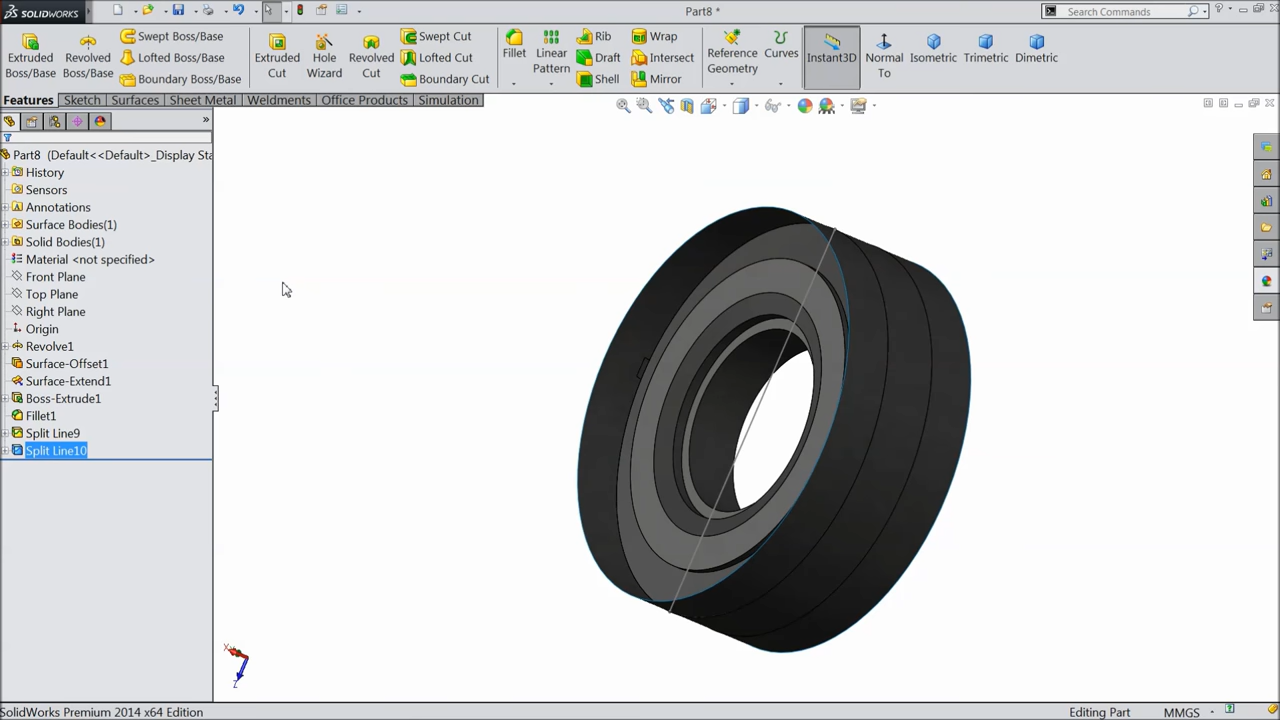 SOLIDWORKS
Part8 *
Search Commands
Extruded Boss/Base
Revolved Boss/Base
Swept Boss/Base
Lofted Boss/Base
Boundary Boss/Base
Extruded Cut
Hole Wizard
Revolved Cut
Swept Cut
Lofted Cut
Boundary Cut
Fillet
Linear Pattern
Rib
Draft
Shell
Wrap
Intersect
Mirror
Reference Geometry
Curves
Instant3D
Normal To
Isometric
Trimetric
Dimetric
Features
Sketch
Surfaces
Sheet Metal
Weldments
Office Products
Simulation
Part8 (Default<<Default>_Display Sta
History
Sensors
Annotations
Surface Bodies(1)
Solid Bodies(1)
Material <not specified>
Front Plane
Top Plane
Right Plane
Origin
Revolve1
Surface-Offset1
Surface-Extend1
Boss-Extrude1
Fillet1
Split Line9
Split Line10
X
Z
SolidWorks Premium 2014 x64 Edition
Editing Part
MMGS